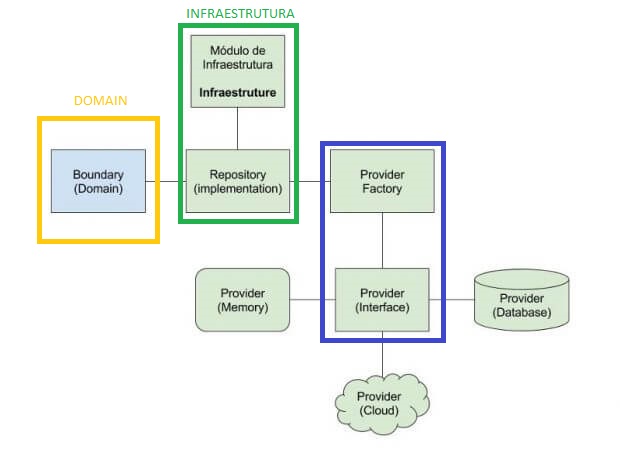 INFRAESTRUTURA
Módulo de
Infraestrutura
Infraestruture
DOMAIN
Boundary
(Domain)
Repository
(implementation)
Provider
Factory
Provider
(Memory)
Provider
(Interface)
Provider
(Database)
Provider
(Cloud)